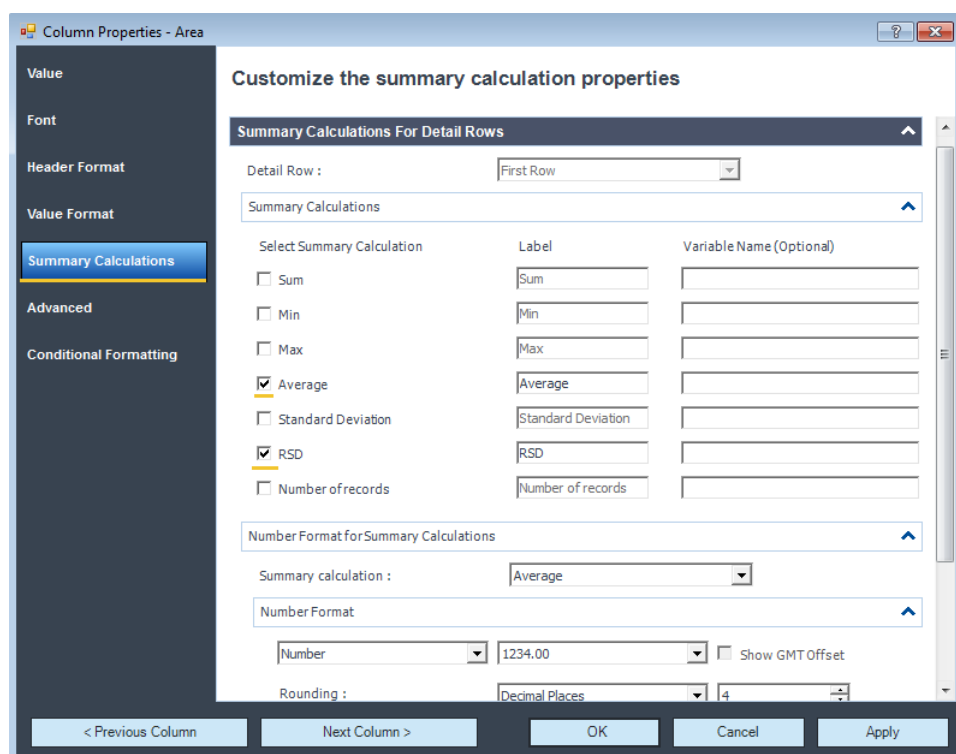 Column Properties - Area
?
Value
Font
Header Format
Value Format
Summary Calculations
Advanced
Conditional Formatting
Customize the summary calculation properties
Summary Calculations For Detail Rows
Detail Row : First Row
Summary Calculations
Select Summary Calculation Label Variable Name (Optional)
Sum Sum
Min Min
Max Max
Average Average
Standard Deviation Standard Deviation
RSD RSD
Number of records Number of records
Number Format for Summary Calculations
Summary calculation : Average
Number Format
Number 1234.00 Show GMT Offset
Rounding : Decimal Places 4
< Previous Column Next Column > OK Cancel Apply